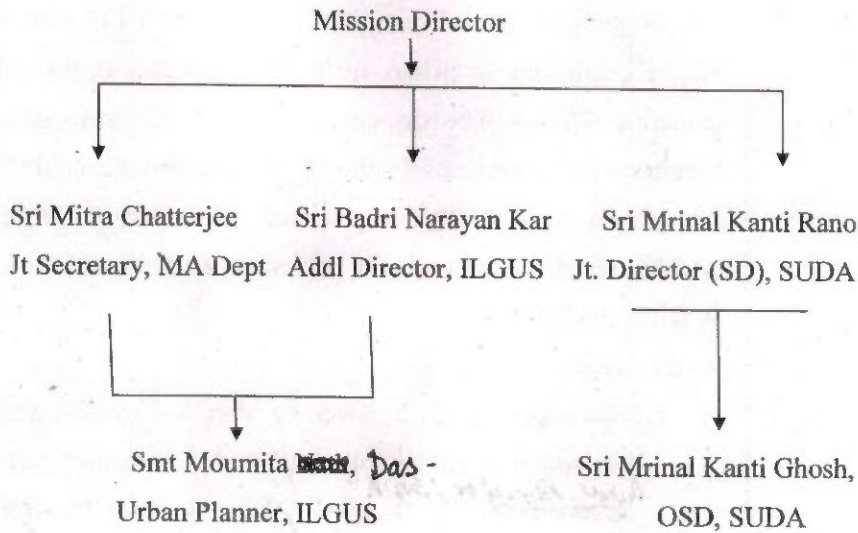 Mission Director
Sri Mitra Chatterjee
Jt Secretary, MA Dept
Sri Badri Narayan Kar
Addl Director, ILGUS
Sri Mrinal Kanti Rano
Jt. Director (SD), SUDA
Smt Moumita Das -
Urban Planner, ILGUS
Sri Mrinal Kanti Ghosh,
OSD, SUDA